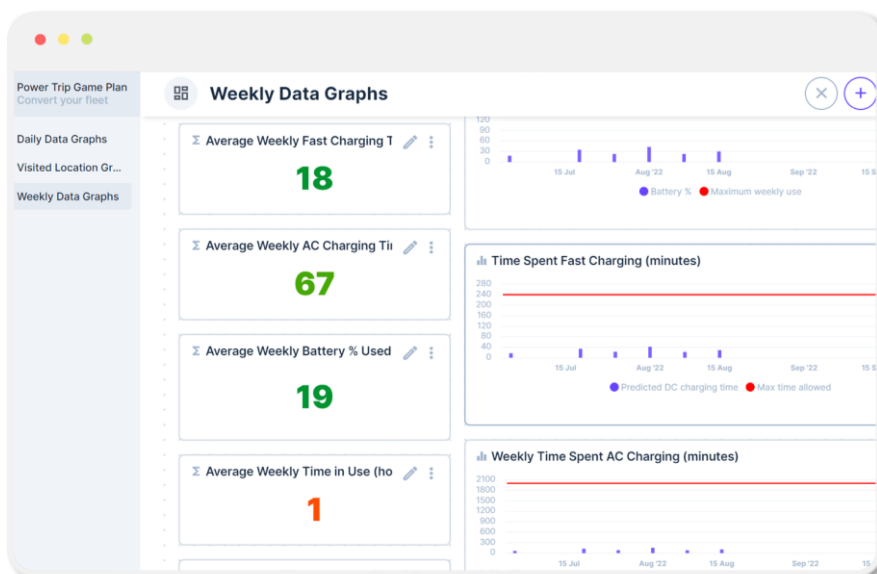 Power Trip Game Plan
Convert your fleet
Daily Data Graphs
Visited Location Gr...
Weekly Data Graphs
Weekly Data Graphs
Σ Average Weekly Fast Charging T
18
Σ Average Weekly AC Charging Ti
67
Σ Average Weekly Battery % Used
19
Σ Average Weekly Time in Use (ho
1
120
90
60
30
0
15 Jul Aug '22 15 Aug Sep '22 15 S
Battery % Maximum weekly use
Time Spent Fast Charging (minutes)
280
240
200
160
120
80
40
0
15 Jul Aug '22 15 Aug Sep '22 15 S
Predicted DC charging time Max time allowed
Weekly Time Spent AC Charging (minutes)
2100
1800
1500
1200
900
600
300
0
15 Jul Aug '22 15 Aug Sep '22 15